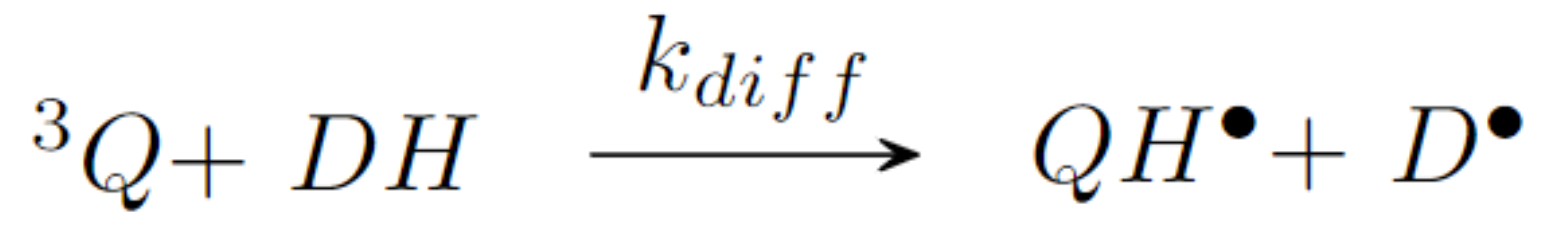 ³Q + DH k_diff → QH• + D•